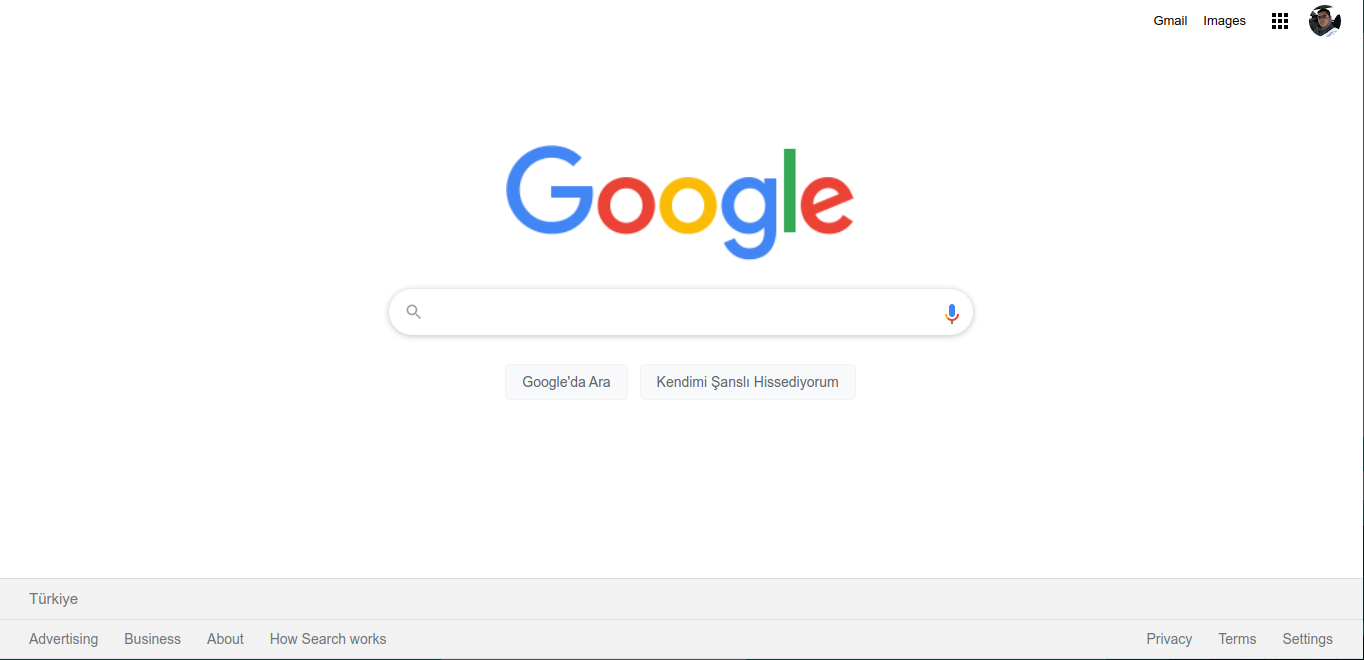 Gmail Images
Google
Google'da Ara Kendimi Şanslı Hissediyorum
Türkiye
Advertising Business About How Search works Privacy Terms Settings